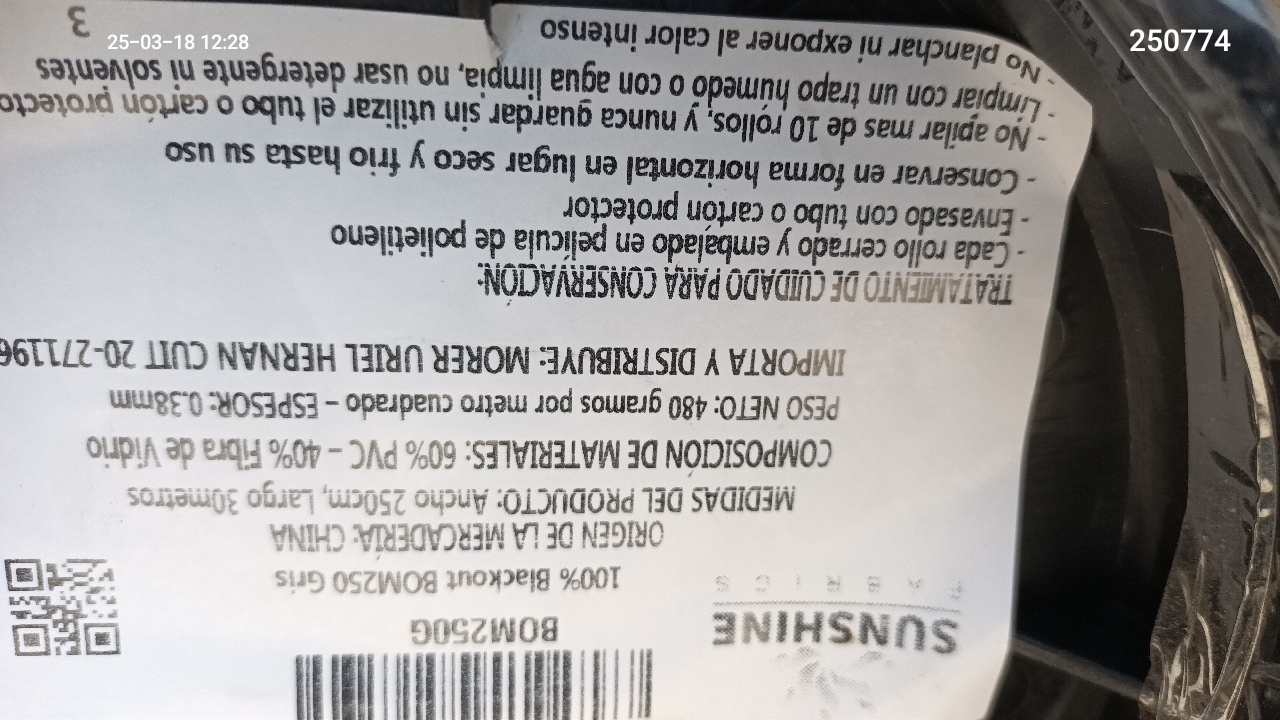 25-03-18 12:28
250774
SUNSHINE
FABRICS
BOM250G
100% Blackout BOM250 Gris
ORIGEN DE LA MERCADERÍA: CHINA
MEDIDAS DEL PRODUCTO: Ancho 250cm, Largo 30metros
COMPOSICIÓN DE MATERIALES: 60% PVC – 40% Fibra de Vidrio
PESO NETO: 480 gramos por metro cuadrado – ESPESOR: 0.38mm
IMPORTA Y DISTRIBUYE: MORER URIEL HERNAN CUIT 20-271196
TRATAMIENTO DE CUIDADO PARA CONSERVACIÓN:
- Cada rollo cerrado y embalado en película de polietileno
- Envasado con tubo o cartón protector
- Conservar en forma horizontal en lugar seco y frio hasta su uso
- No apilar mas de 10 rollos, y nunca guardar sin utilizar el tubo o cartón protecto
- Limpiar con un trapo humedo o con agua limpia, no usar detergente ni solventes
- No planchar ni exponer al calor intenso
3